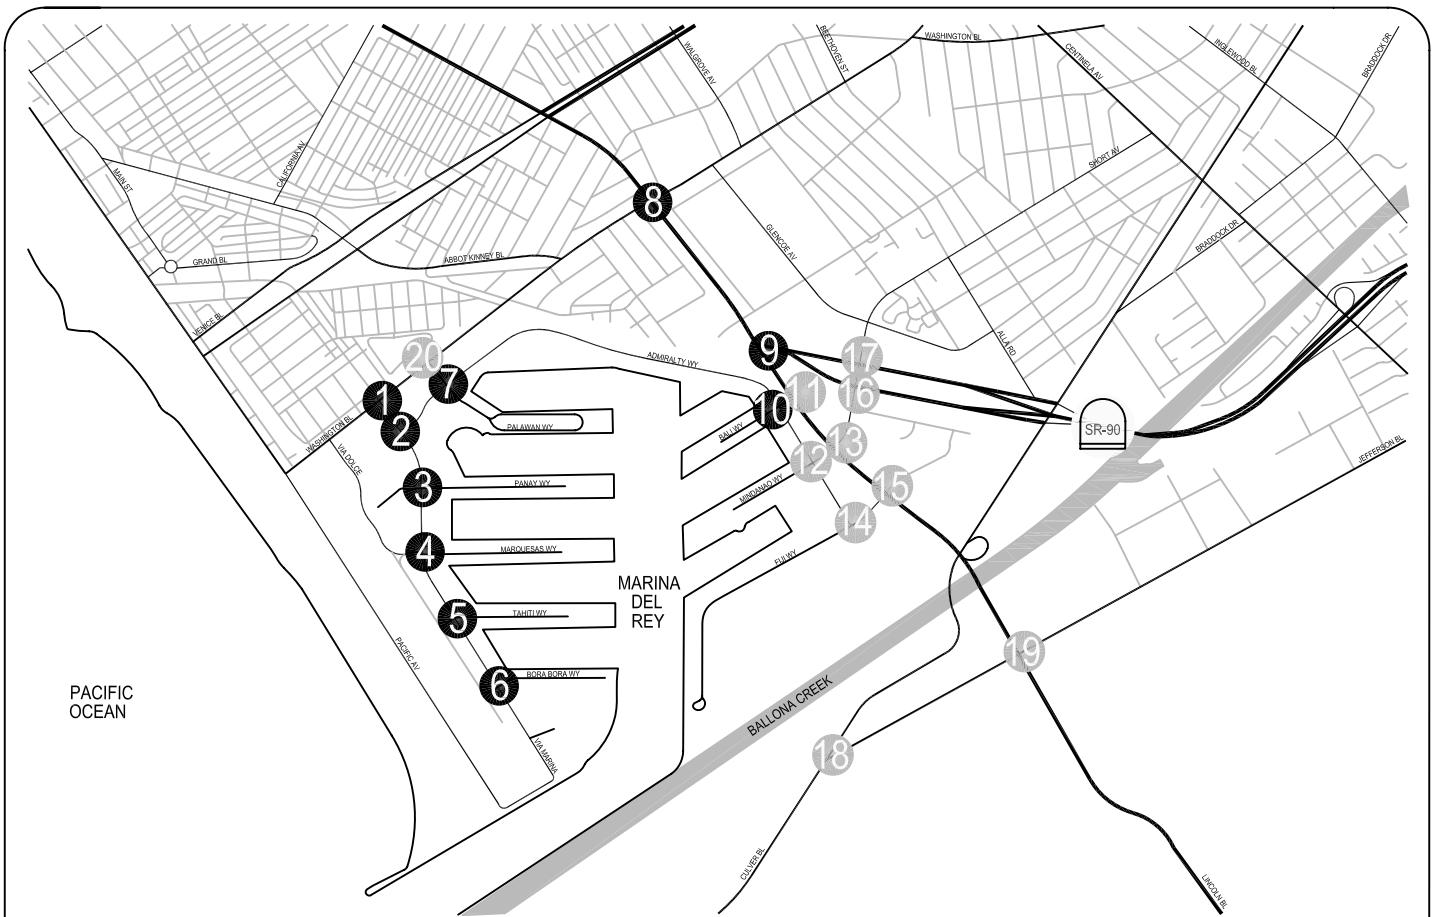 WASHINGTON BL
WALGROVE AV
BEETHOVEN ST
CENTINELA AV
INGLEWOOD BL
BRADDOCK DR
CALIFORNIA AV
SHORT AV
MAIN ST
8
GLENCOE AV
BRADDOCK DR
GRAND BL
ABBOT KINNEY BL
VENICE BL
ALLA RD
20
7
9
17
ADMIRALTY WY
1
11
16
2
10
PALAWAN WY
BALI WY
SR-90
WASHINGTON BL
VIA DOLCE
13
12
JEFFERSON BL
3
PANAY WY
MINDANAO WY
15
14
4
MARQUESAS WY
FIJI WY
MARINA
DEL
REY
5
TAHITI WY
PACIFIC AV
19
6
BORA BORA WY
PACIFIC
OCEAN
BALLONA CREEK
VIA MARINA
18
CULVER BL
LINCOLN BL